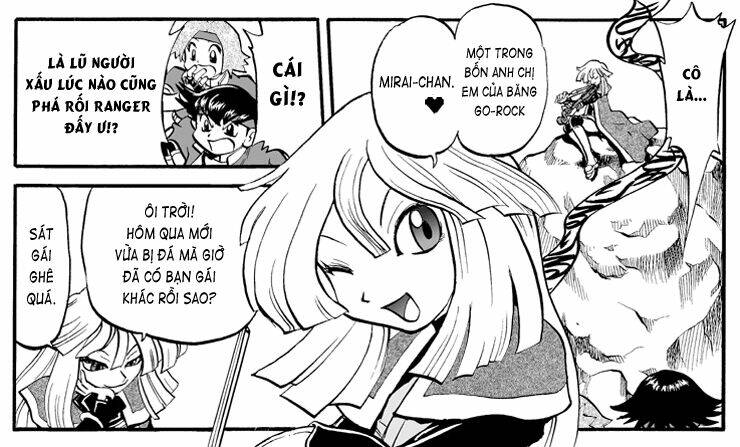 CÔ
LÀ...
MỘT TRONG
BỐN ANH CHỊ
EM CỦA BĂNG
GO-ROCK
MIRAI-CHAN.
CÁI
GÌ!?
LÀ LŨ NGƯỜI
XẤU LÚC NÀO CŨNG
PHÁ RỐI RANGER
ĐẤY Ư!?
ÔI TRỜI!
HÔM QUA MỚI
VỪA BỊ ĐÁ MÀ GIỜ
ĐÃ CÓ BẠN GÁI
KHÁC RỒI SAO?
SÁT
GÁI
GHÊ
QUÁ.